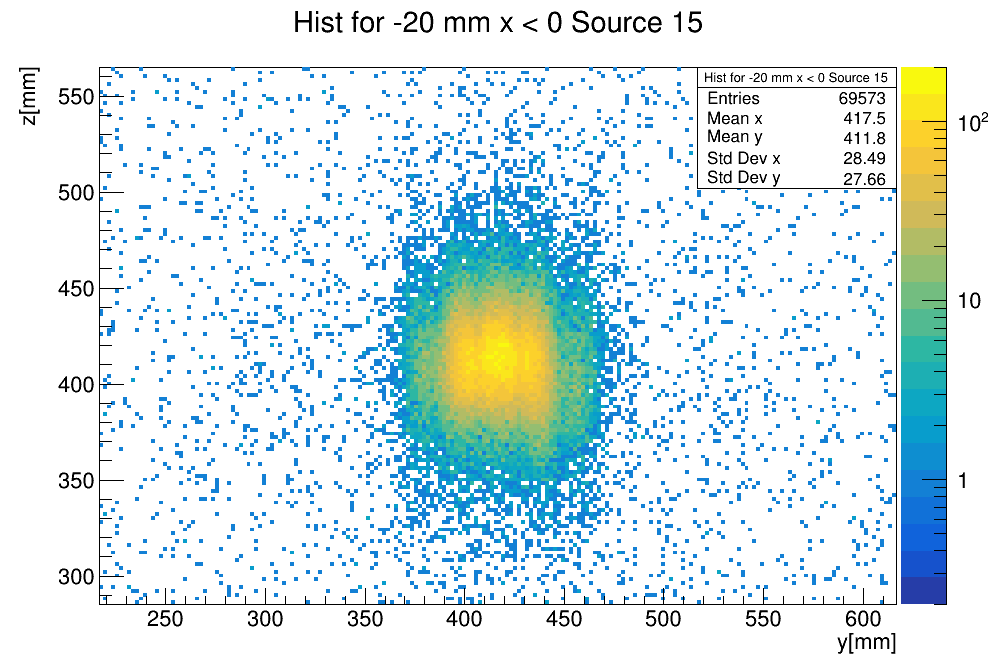 Hist for -20 mm x < 0 Source 15
z[mm]
Hist for -20 mm x < 0 Source 15
Entries 69573
Mean x 417.5
Mean y 411.8
Std Dev x 28.49
Std Dev y 27.66
550
500
450
400
350
300
10²
10
1
250 300 350 400 450 500 550 600
y[mm]